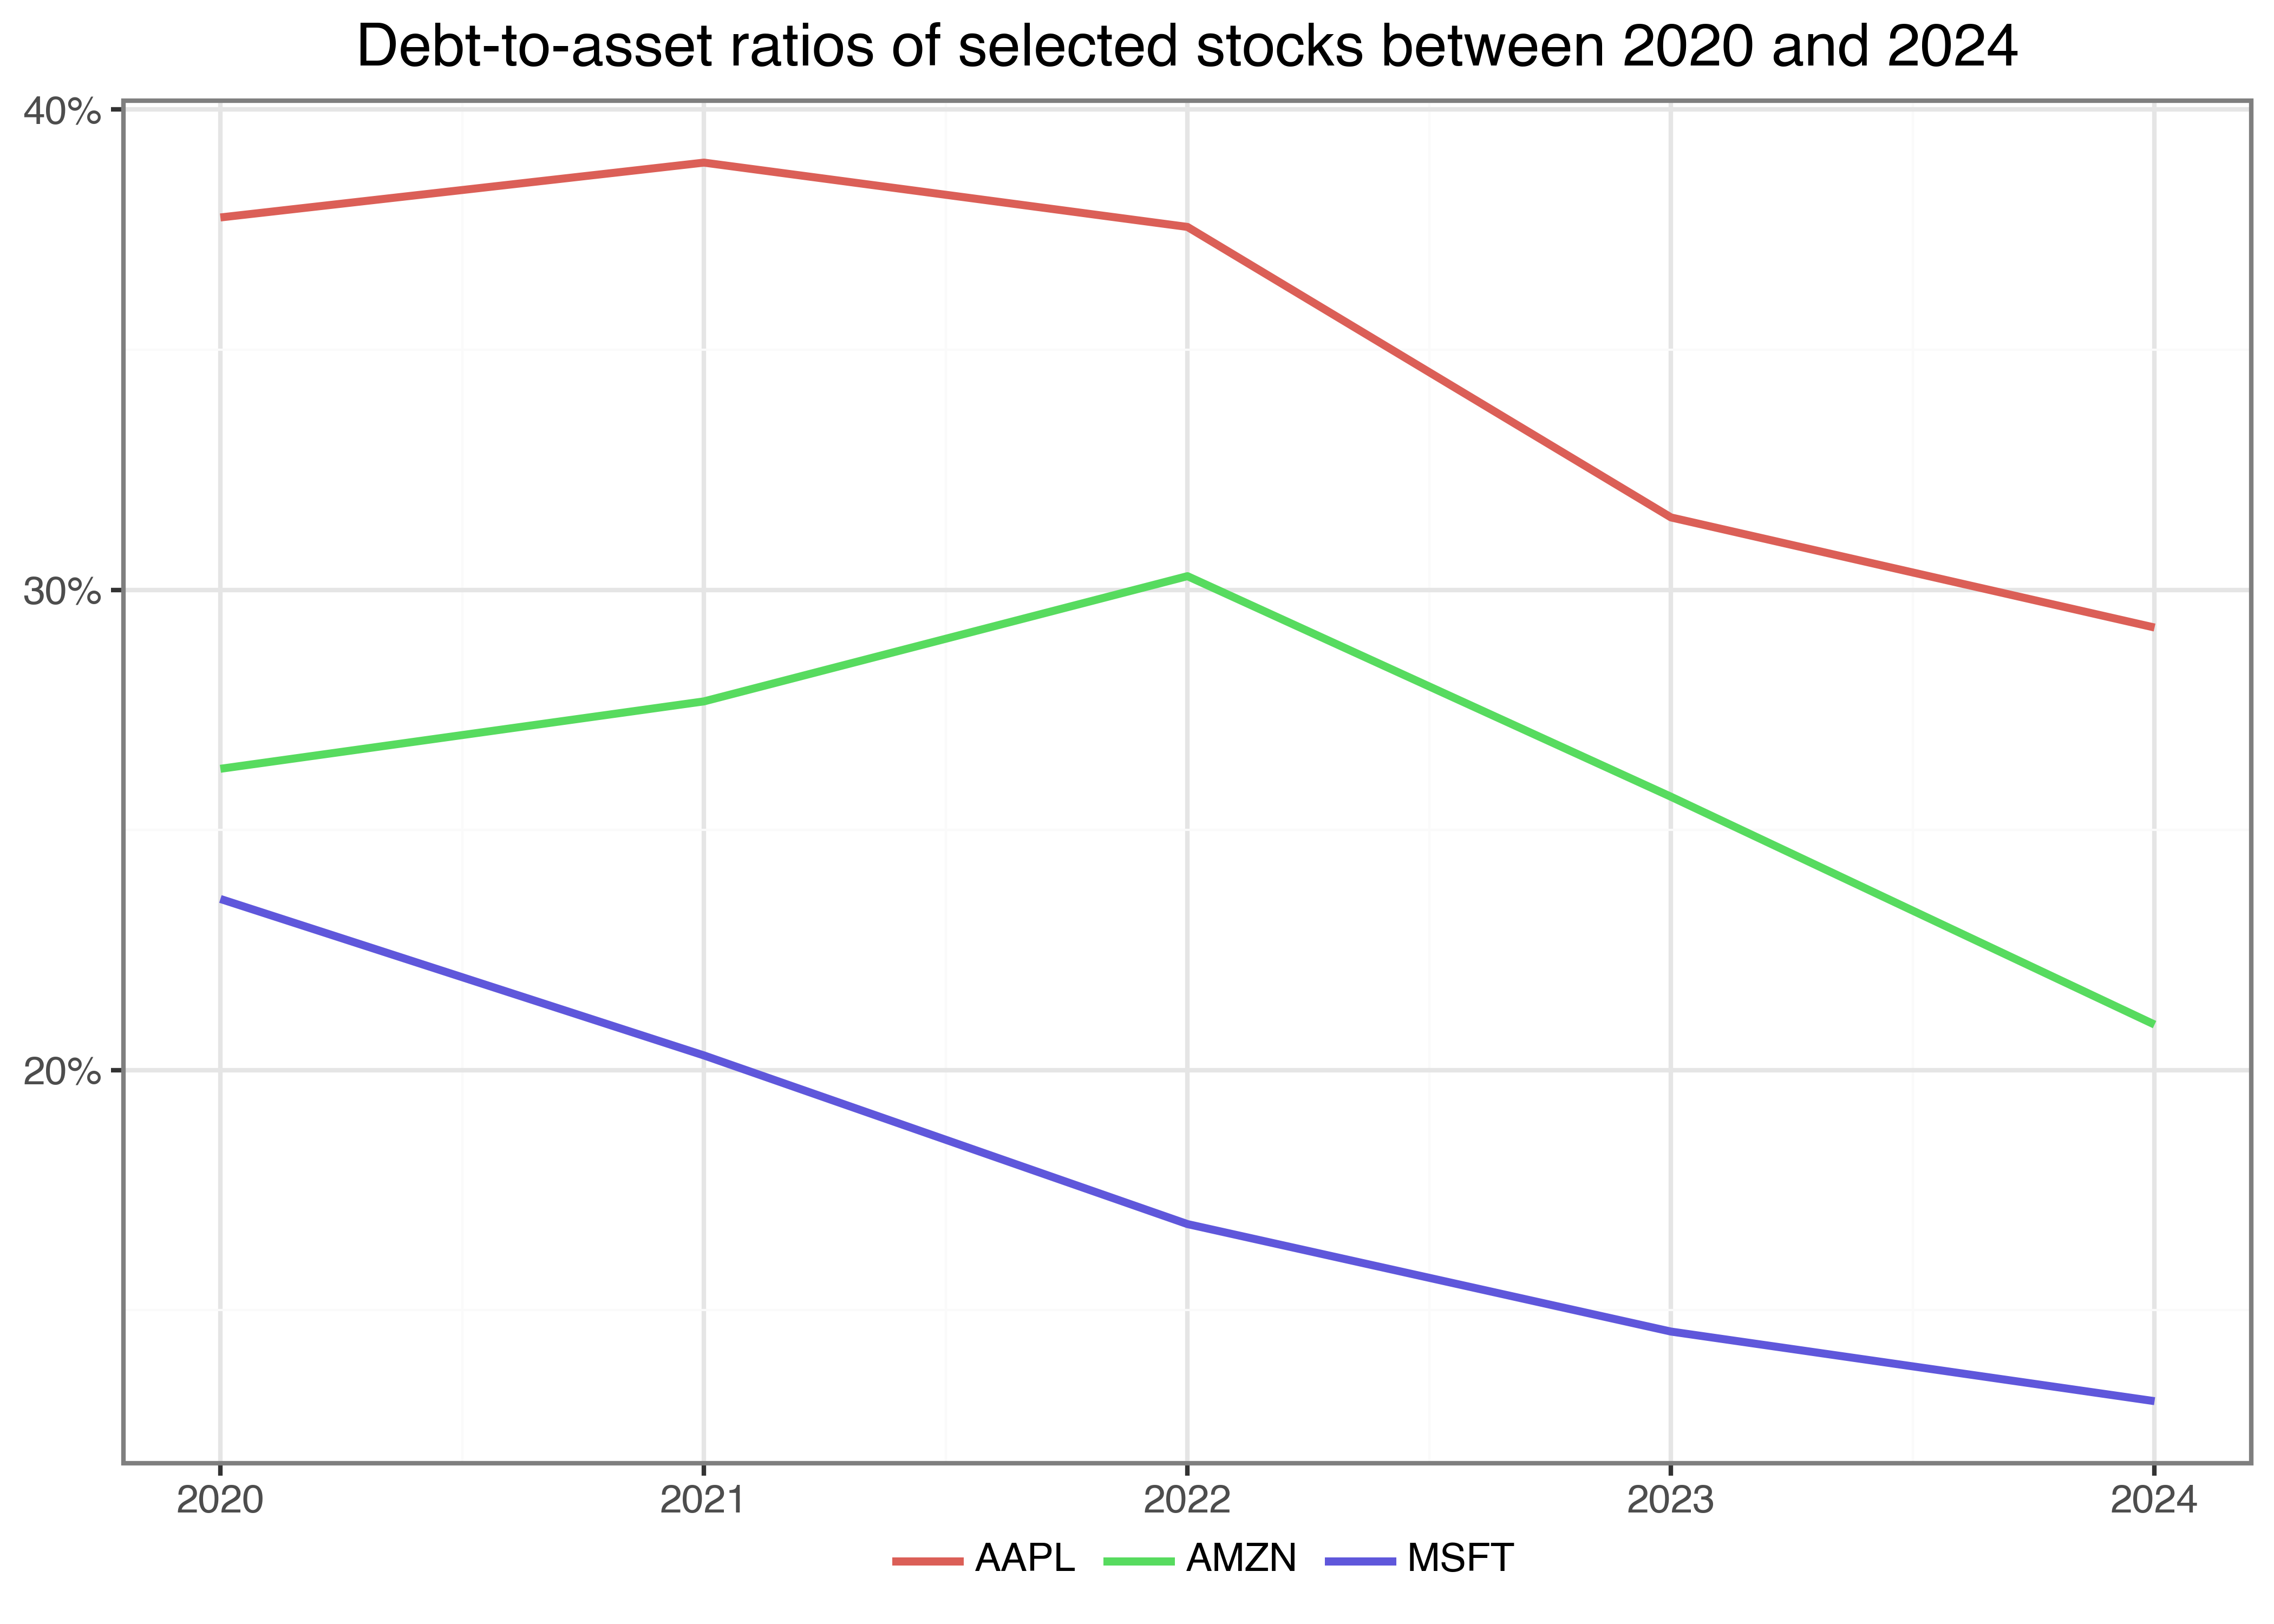 Debt-to-asset ratios of selected stocks between 2020 and 2024
40%
30%
20%
2020 2021 2022 2023 2024
AAPL AMZN MSFT